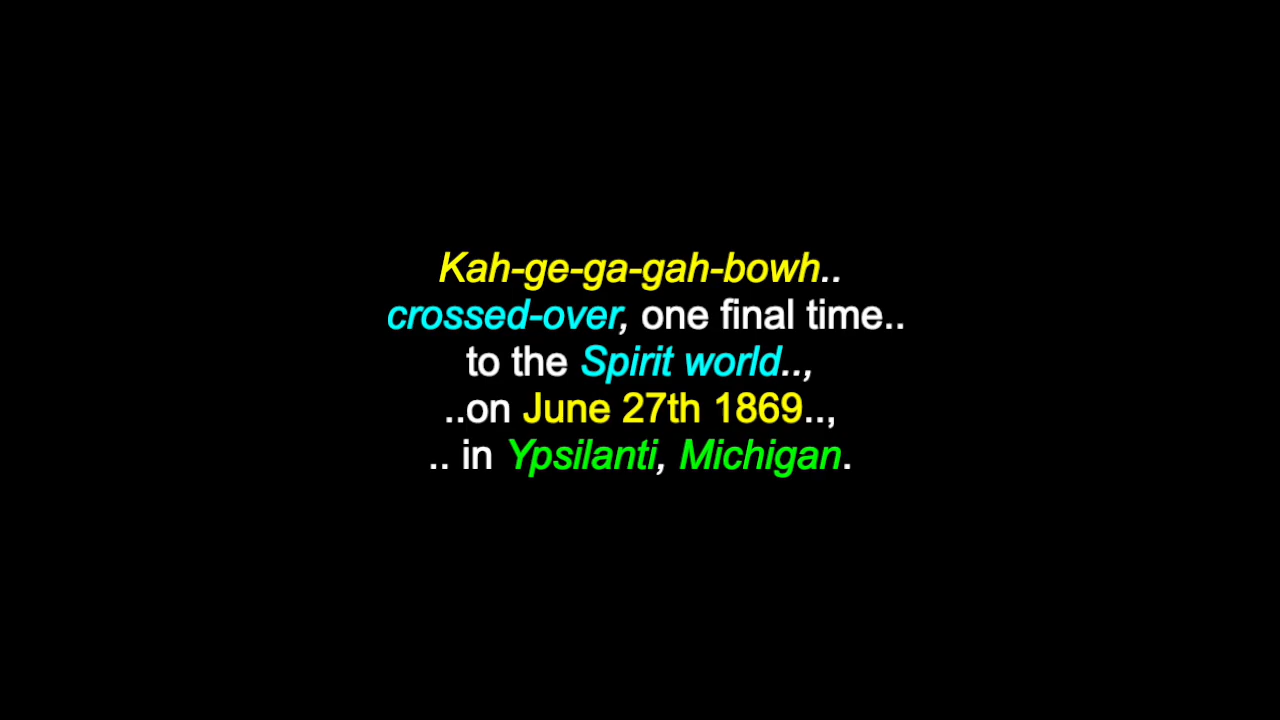 Kah-ge-ga-gah-bowh..
crossed-over, one final time..
to the Spirit world..,
..on June 27th 1869..,
.. in Ypsilanti, Michigan.